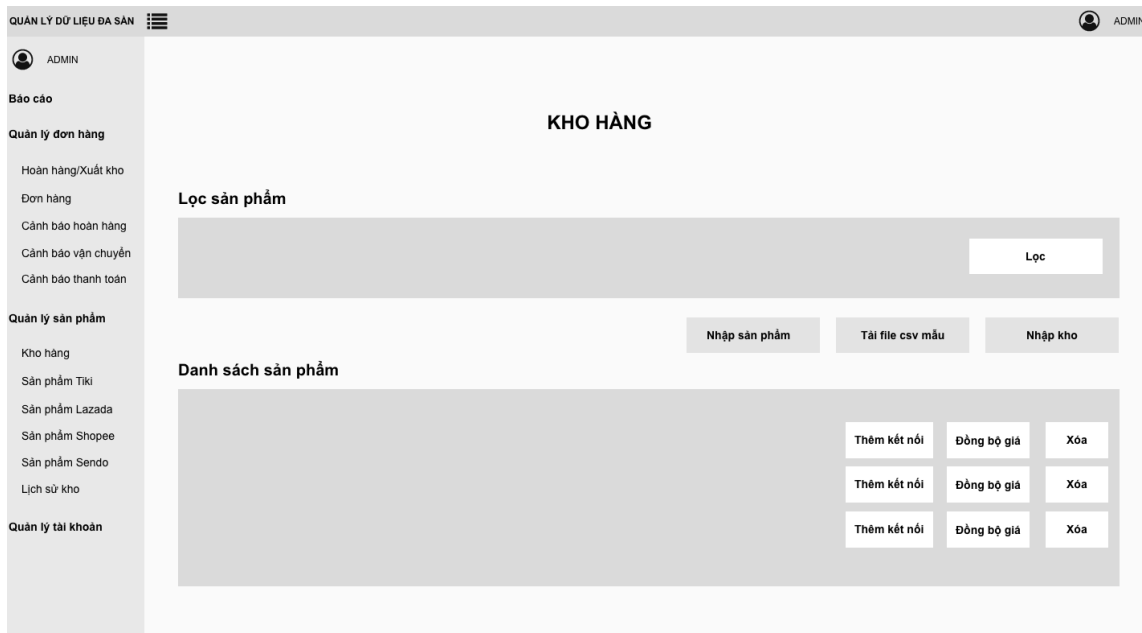 QUẢN LÝ DỮ LIỆU ĐA SÀN
ADMIN
ADMIN
Báo cáo
Quản lý đơn hàng
Hoàn hàng/Xuất kho
Đơn hàng
Cảnh báo hoàn hàng
Cảnh báo vận chuyển
Cảnh báo thanh toán
Quản lý sản phẩm
Kho hàng
Sản phẩm Tiki
Sản phẩm Lazada
Sản phẩm Shopee
Sản phẩm Sendo
Lịch sử kho
Quản lý tài khoản
KHO HÀNG
Lọc sản phẩm
Lọc
Nhập sản phẩm Tải file csv mẫu Nhập kho
Danh sách sản phẩm
Thêm kết nối Đồng bộ giá Xóa
Thêm kết nối Đồng bộ giá Xóa
Thêm kết nối Đồng bộ giá Xóa